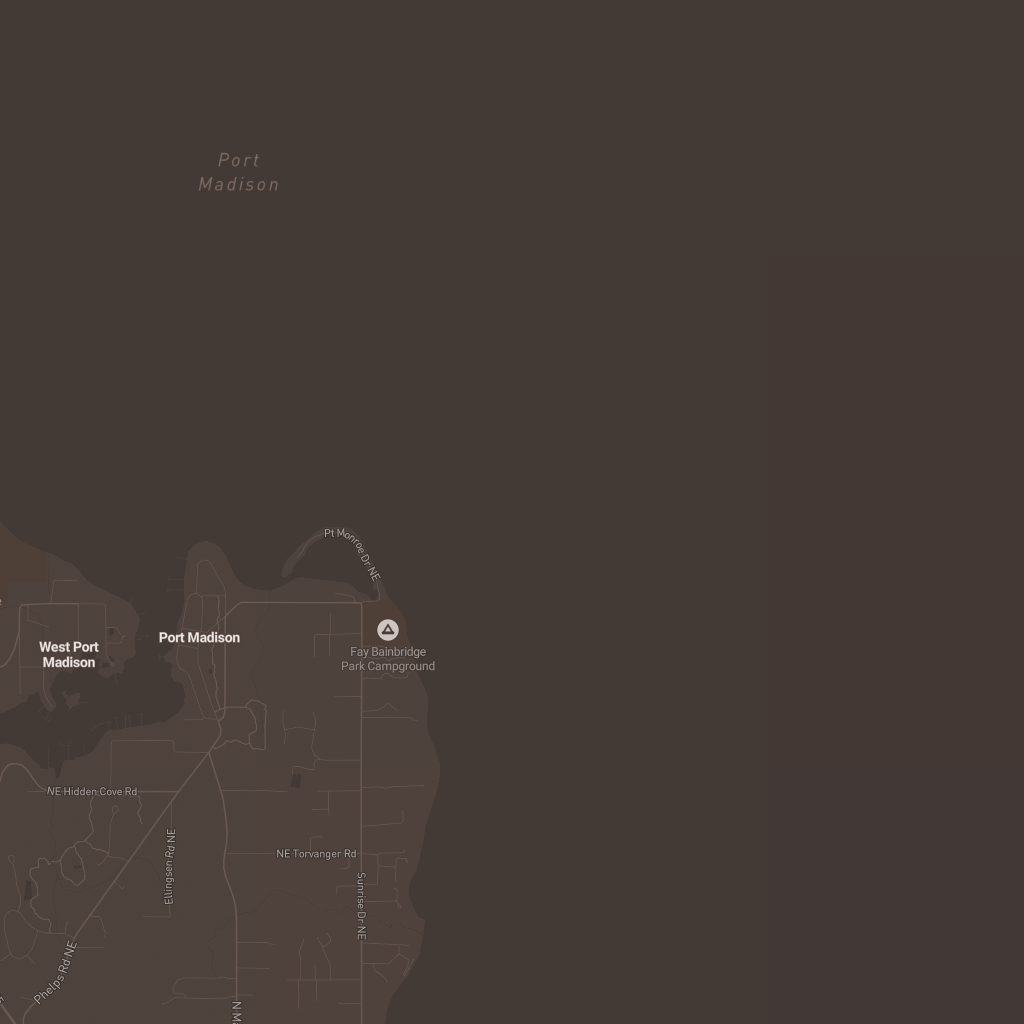 Port
Madison
Pt Monroe Dr NE
Port Madison
West Port
Madison
Fay Bainbridge
Park Campground
NE Hidden Cove Rd
Ellingsen Rd NE
NE Torvanger Rd
Sunrise Dr NE
Phelps Rd NE